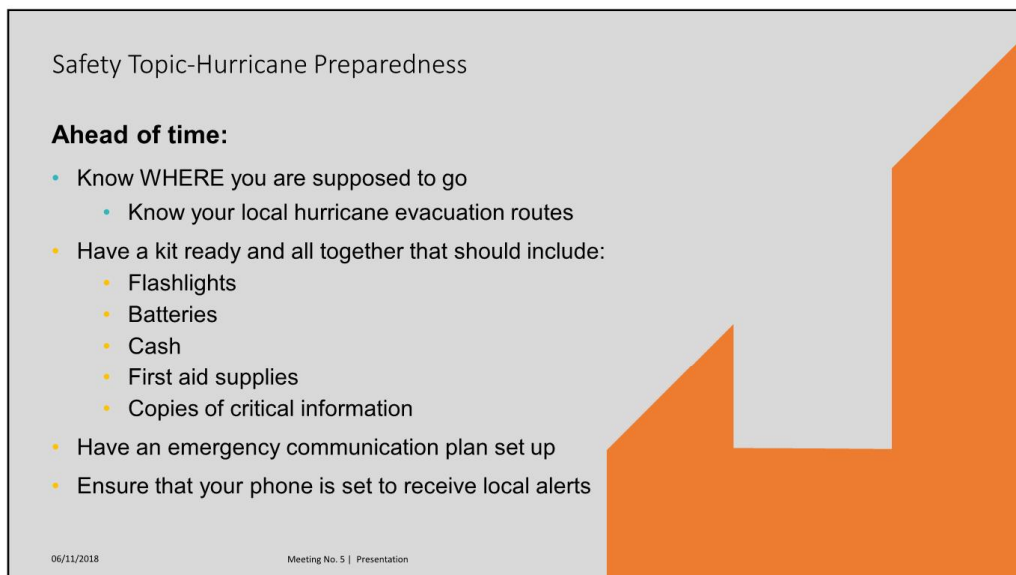 Safety Topic-Hurricane Preparedness
Ahead of time:
• Know WHERE you are supposed to go
• Know your local hurricane evacuation routes
• Have a kit ready and all together that should include:
• Flashlights
• Batteries
• Cash
• First aid supplies
• Copies of critical information
• Have an emergency communication plan set up
• Ensure that your phone is set to receive local alerts
06/11/2018 Meeting No. 5 | Presentation